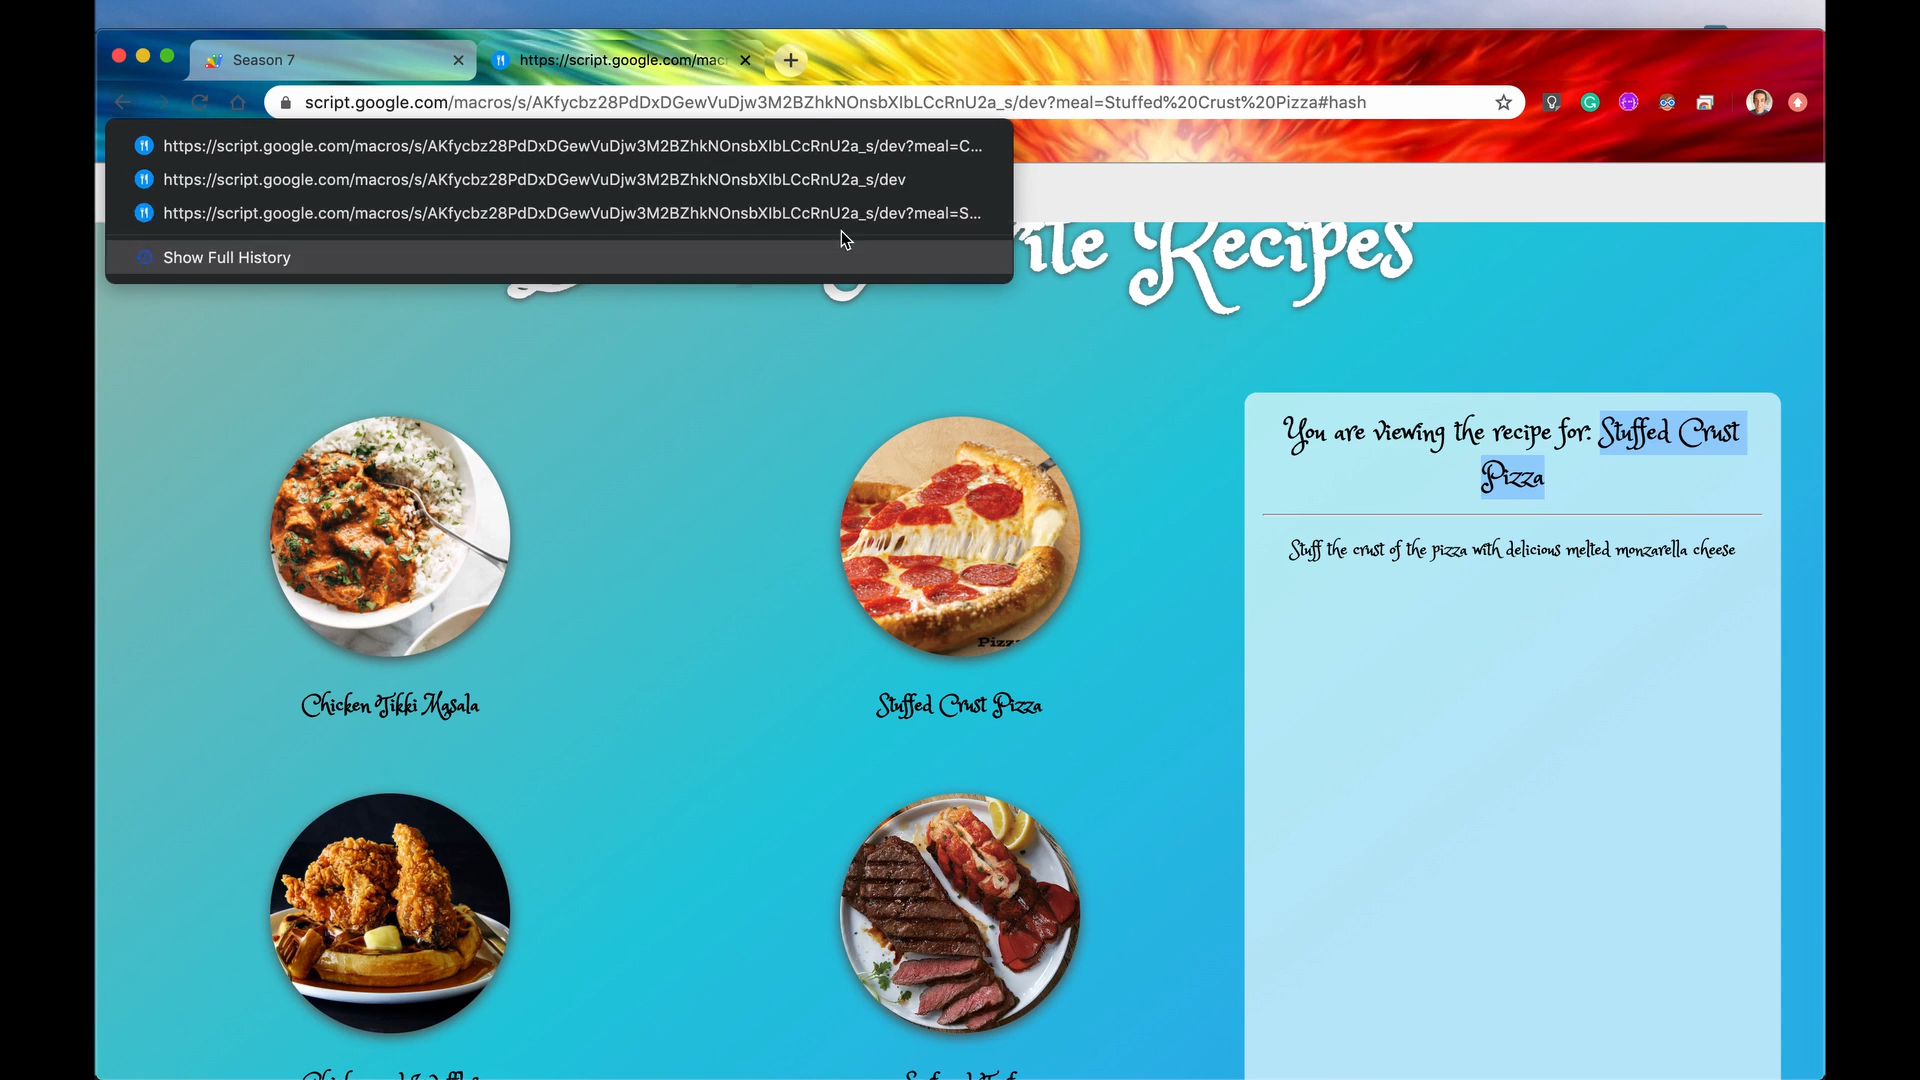 Season 7
https://script.google.com/mac
script.google.com/macros/s/AKfycbz28PdDxDGewVuDjw3M2BZhkNOnsbXIbLCcRnU2a_s/dev?meal=Stuffed%20Crust%20Pizza#hash
https://script.google.com/macros/s/AKfycbz28PdDxDGewVuDjw3M2BZhkNOnsbXIbLCcRnU2a_s/dev?meal=C...
https://script.google.com/macros/s/AKfycbz28PdDxDGewVuDjw3M2BZhkNOnsbXIbLCcRnU2a_s/dev
https://script.google.com/macros/s/AKfycbz28PdDxDGewVuDjw3M2BZhkNOnsbXIbLCcRnU2a_s/dev?meal=S...
Show Full History
Recipes
You are viewing the recipe for: Stuffed Crust
Pizza
Stuff the crust of the pizza with delicious melted monzarella cheese
Chicken Tikki Masala
Stuffed Crust Pizza